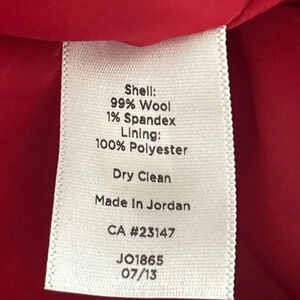 Shell:
99% Wool
1% Spandex
Lining:
100% Polyester
Dry Clean
Made In Jordan
CA #23147
JO1865
07/13